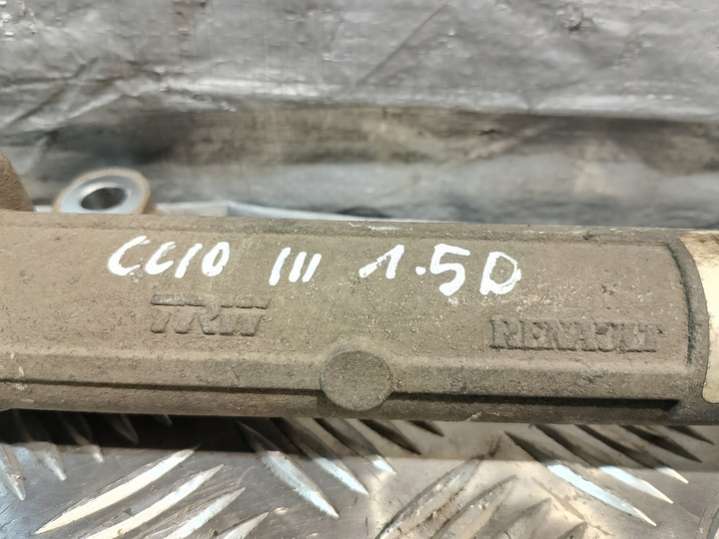 CLIO III 1.5D
TRW
RENAULT